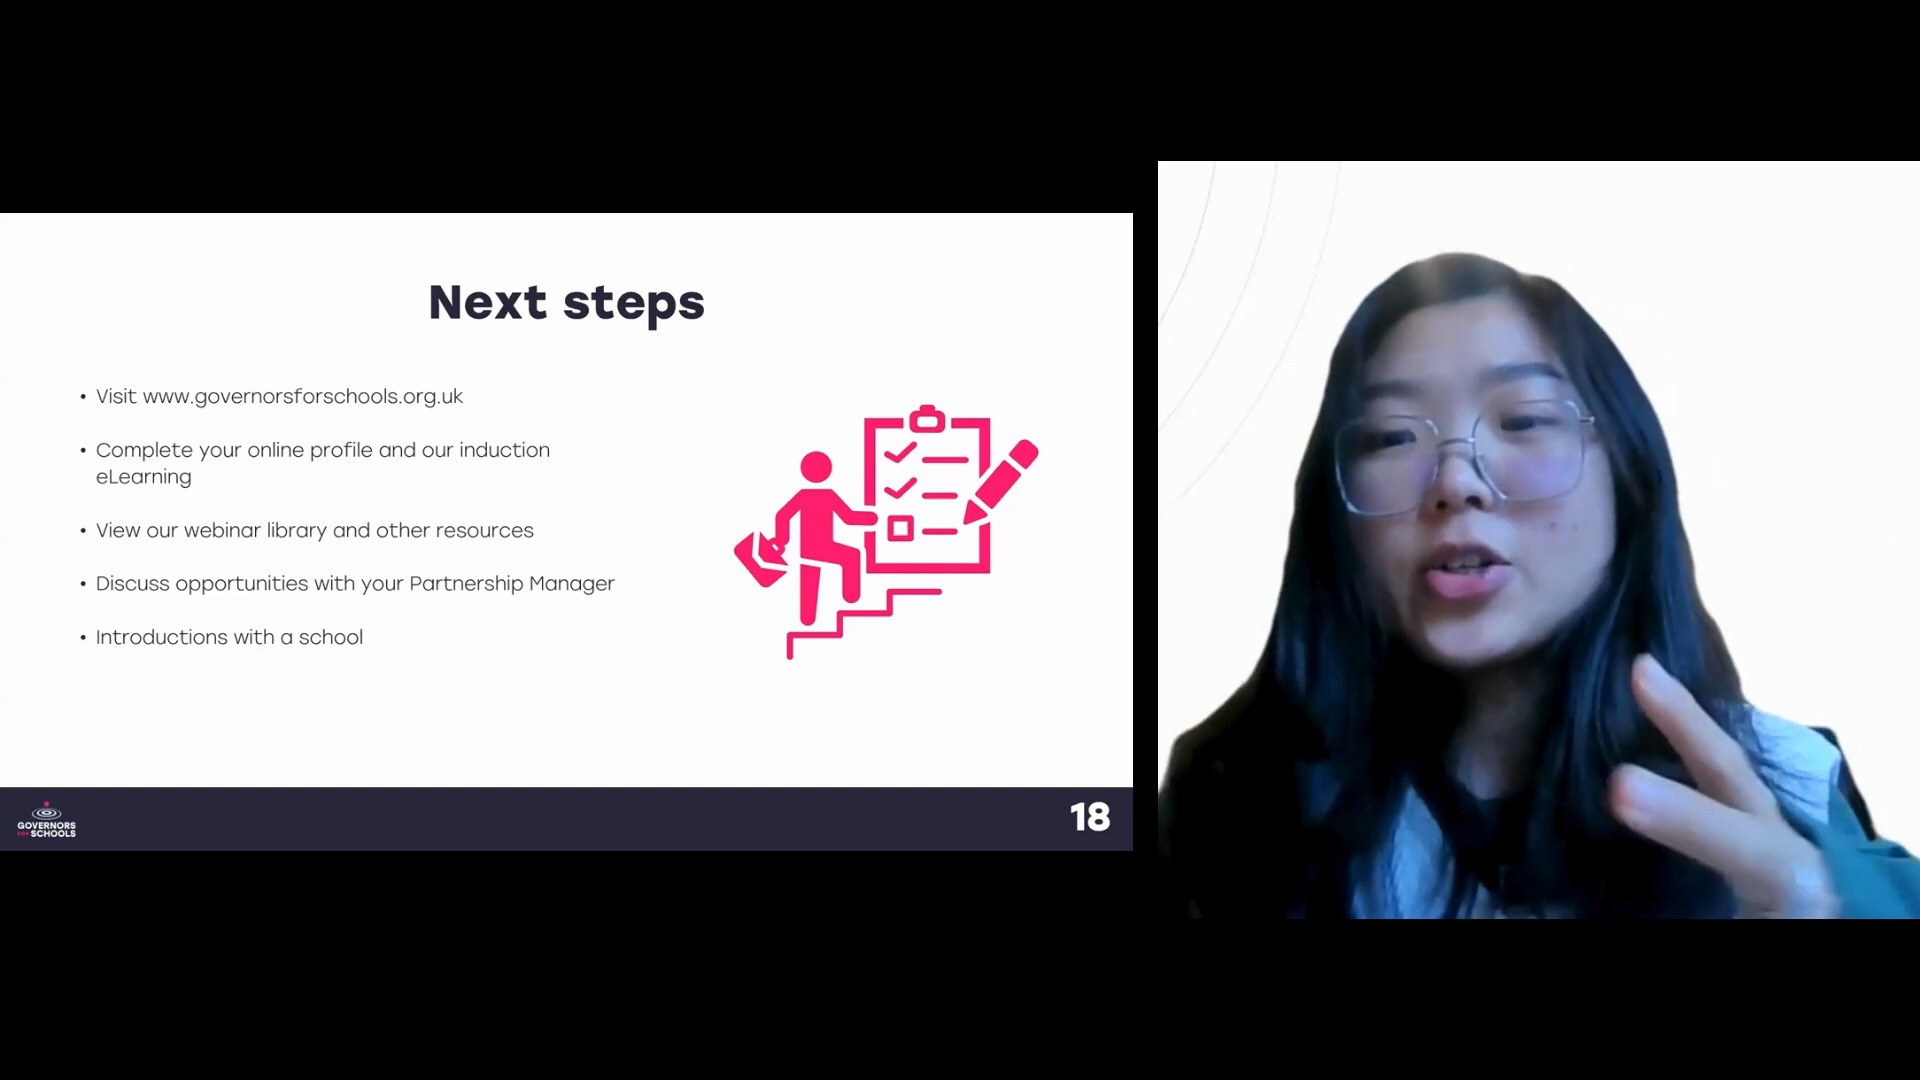 Next steps
• Visit www.governorsforschools.org.uk
• Complete your online profile and our induction
eLearning
• View our webinar library and other resources
• Discuss opportunities with your Partnership Manager
• Introductions with a school
GOVERNORS
FOR SCHOOLS
18